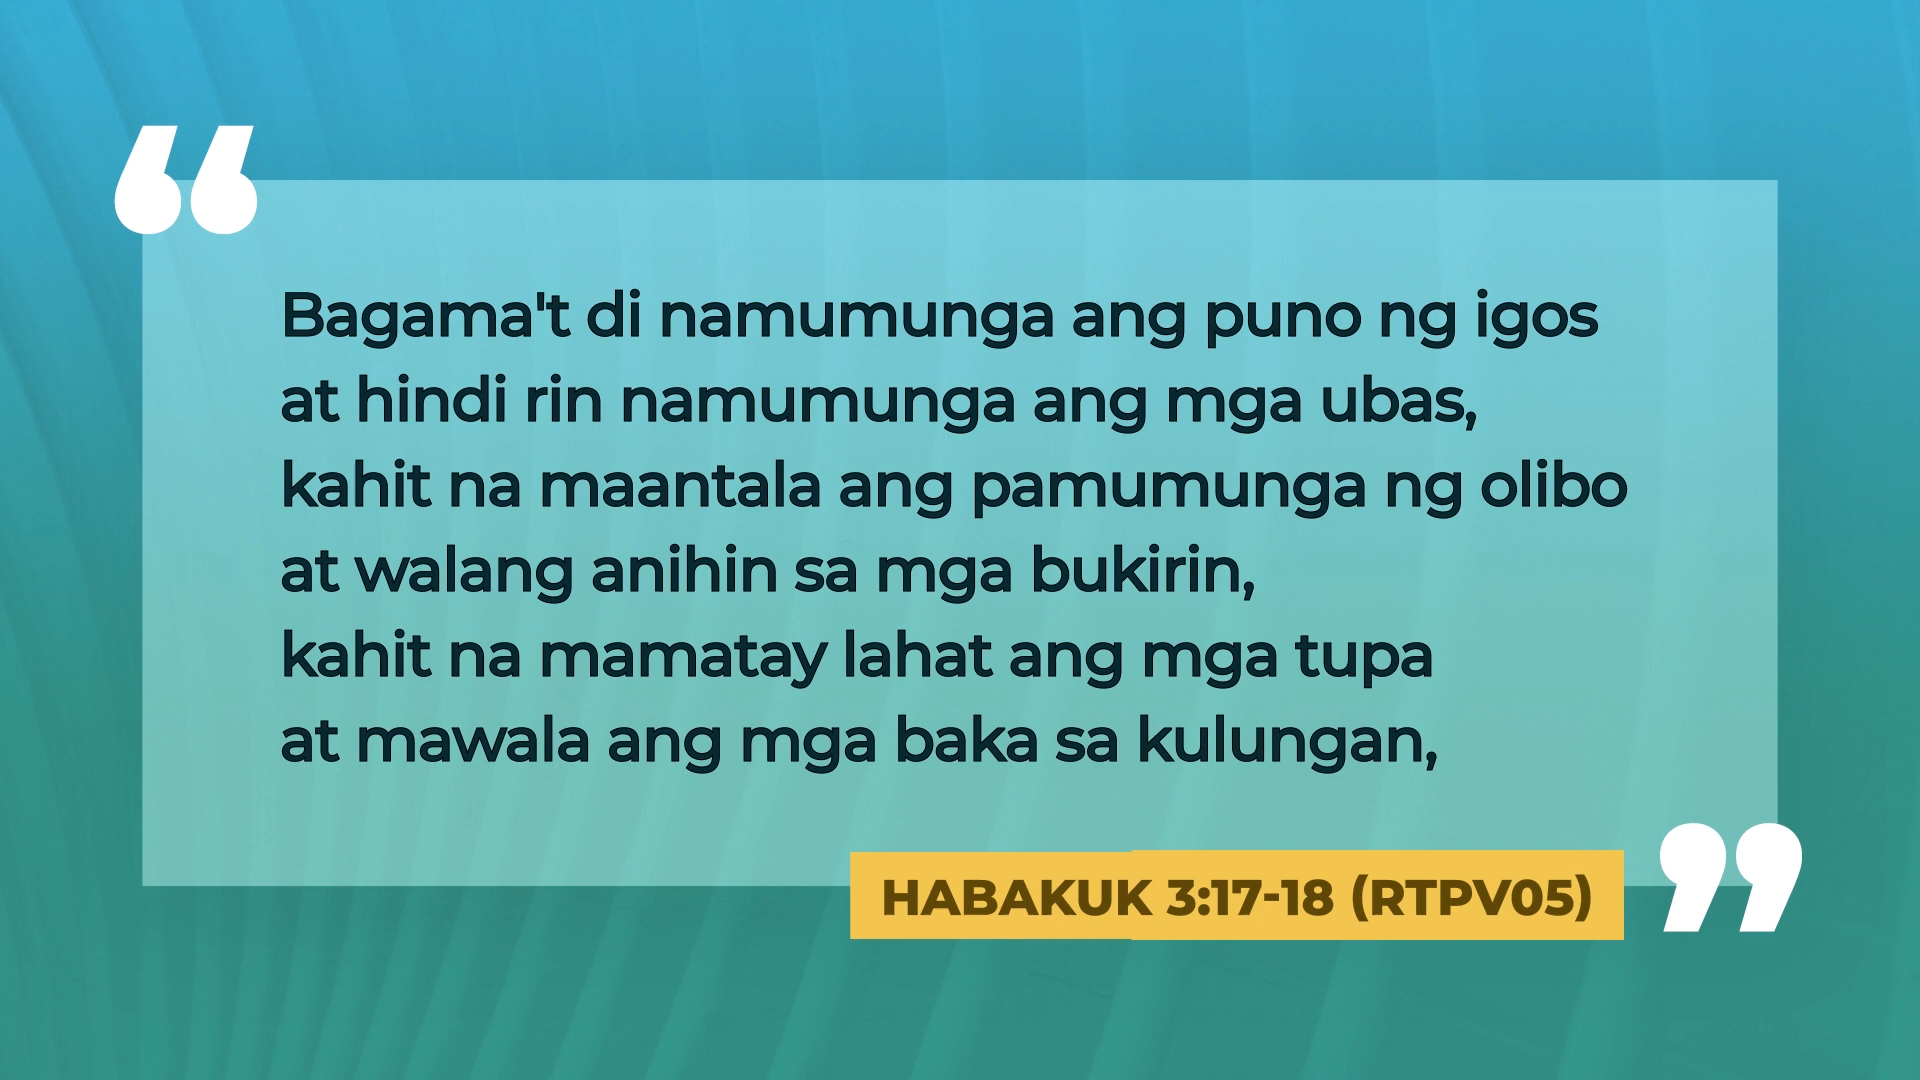 Bagama't di namumunga ang puno ng igos
at hindi rin namumunga ang mga ubas,
kahit na maantala ang pamumunga ng olibo
at walang anihin sa mga bukirin,
kahit na mamatay lahat ang mga tupa
at mawala ang mga baka sa kulungan,
HABAKUK 3:17-18 (RTPV05)